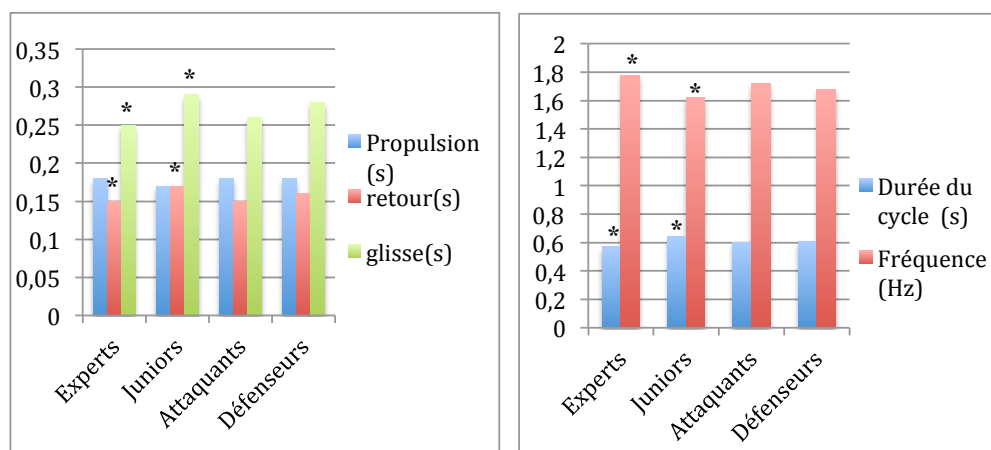 0,35
0,3
0,25
0,2
0,15
0,1
0,05
0
*
*
*
*
Experts
Juniors
Attaquants
Défenseurs
Propulsion
(s)
retour(s)
glisse(s)
2
1,8
1,6
1,4
1,2
1
0,8
0,6
0,4
0,2
0
*
*
*
*
Experts
Juniors
Attaquants
Défenseurs
Durée du
cycle (s)
Fréquence
(Hz)